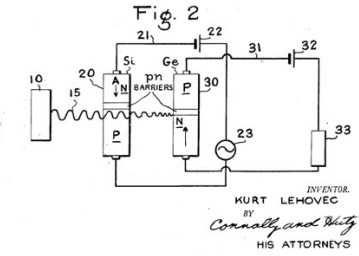 Fig. 2
21
22
Si
Ge
31
32
10
20
A
N
pn
BARRIERS
P
30
15
N
P
23
33
INVENTOR.
KURT LEHOVEC
BY
Connolly and Hutz
HIS ATTORNEYS